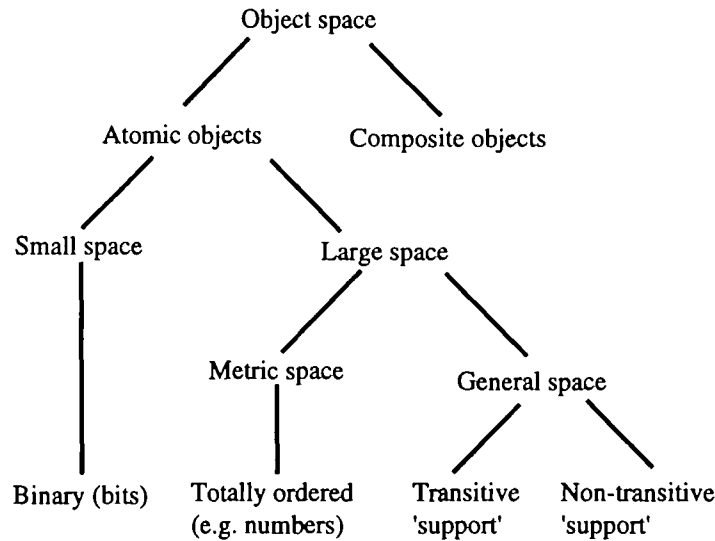 Object space
Atomic objects
Composite objects
Small space
Large space
Metric space
General space
Binary (bits)
Totally ordered
(e.g. numbers)
Transitive
'support'
Non-transitive
'support'